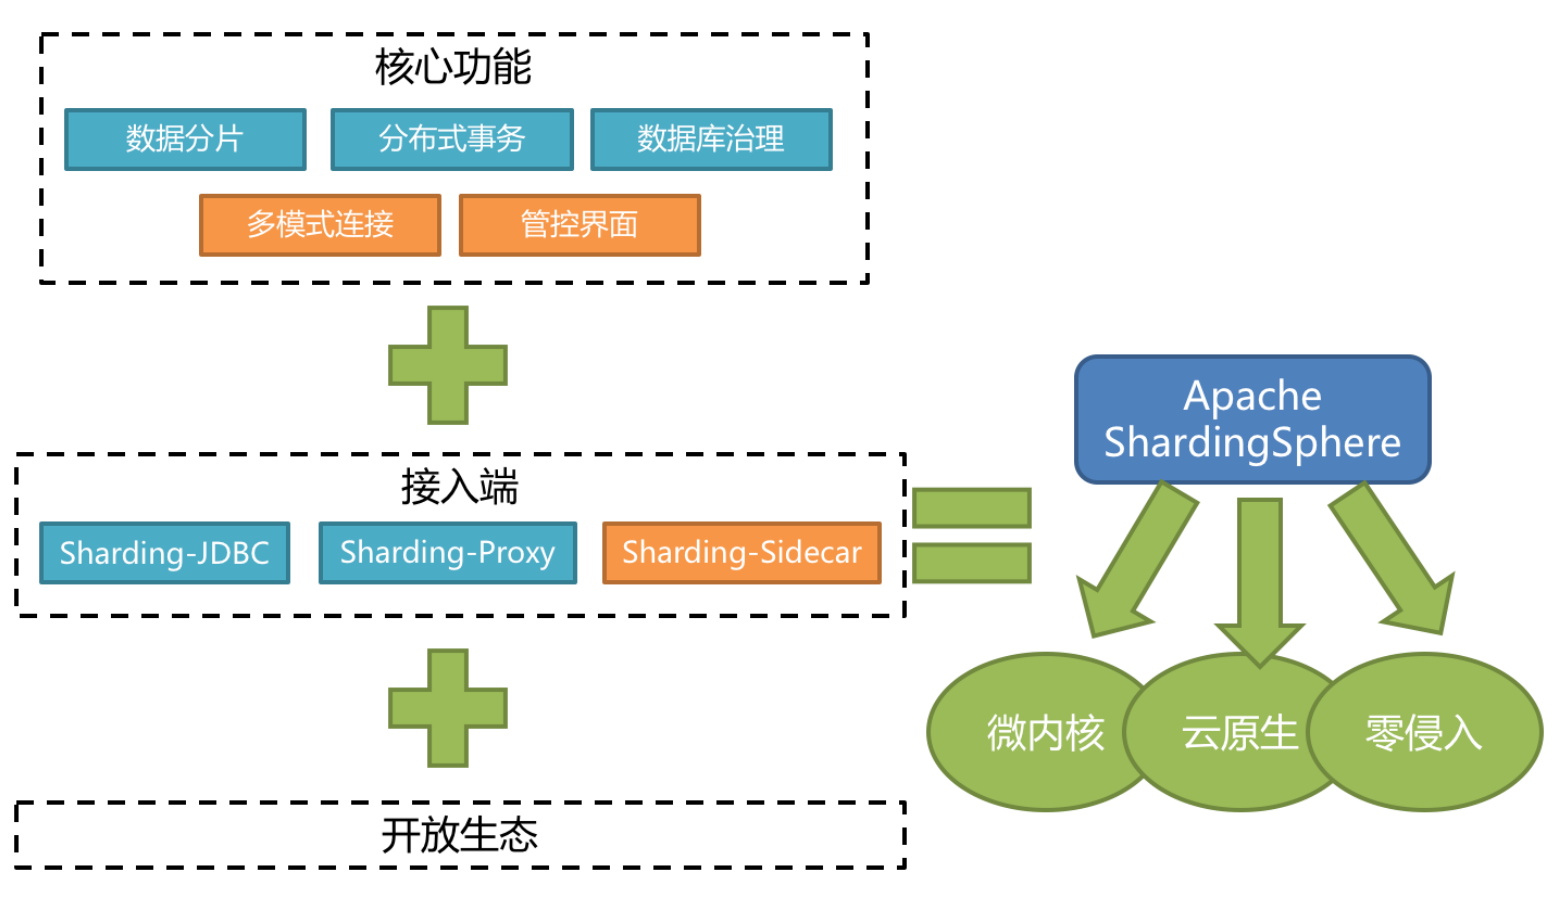 核心功能
数据分片
分布式事务
数据库治理
多模式连接
管控界面
接入端
Sharding-JDBC
Sharding-Proxy
Sharding-Sidecar
开放生态
Apache
ShardingSphere
微内核
云原生
零侵入